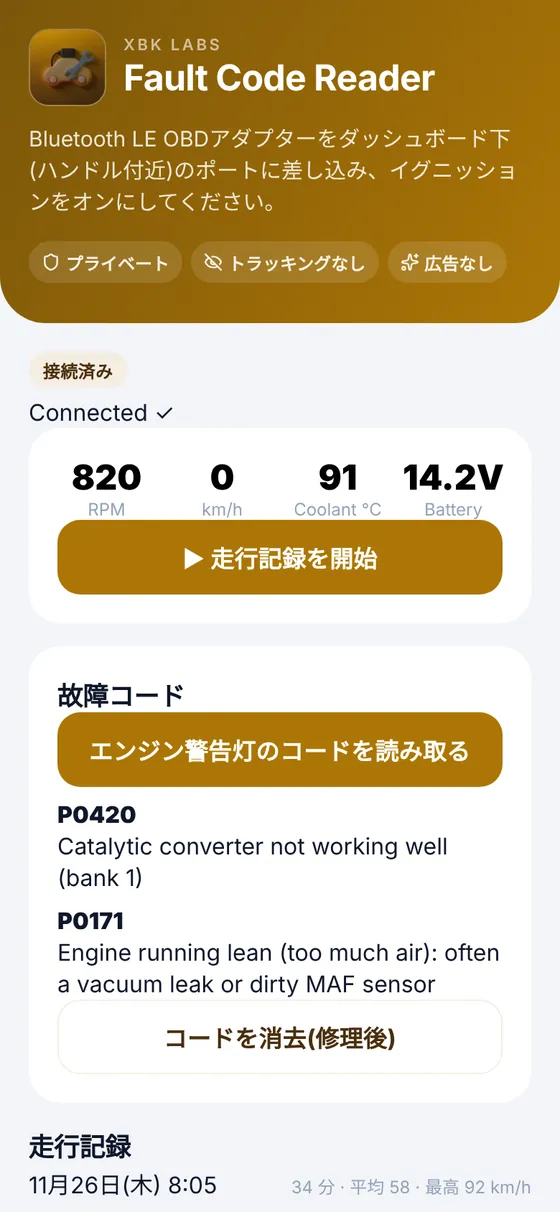 XBK LABS
Fault Code Reader
Bluetooth LE OBDアダプターをダッシュボード下
(ハンドル付近)のポートに差し込み、イグニッショ
ンをオンにしてください。
プライベート
トラッキングなし
広告なし
接続済み
Connected ✓
820 0 91 14.2V
RPM km/h Coolant °C Battery
▶ 走行記録を開始
故障コード
エンジン警告灯のコードを読み取る
P0420
Catalytic converter not working well
(bank 1)
P0171
Engine running lean (too much air): often
a vacuum leak or dirty MAF sensor
コードを消去(修理後)
走行記録
11月26日(木) 8:05 34 分 · 平均 58 · 最高 92 km/h